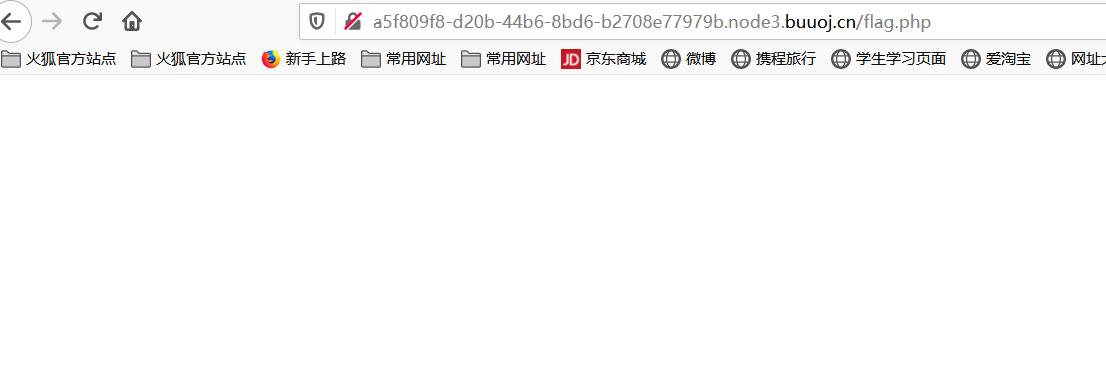 a5f809f8-d20b-44b6-8bd6-b2708e77979b.node3.buuoj.cn/flag.php
火狐官方站点 火狐官方站点 新手上路 常用网址 常用网址 JD 京东商城 微博 携程旅行 学生学习页面 爱淘宝 网址